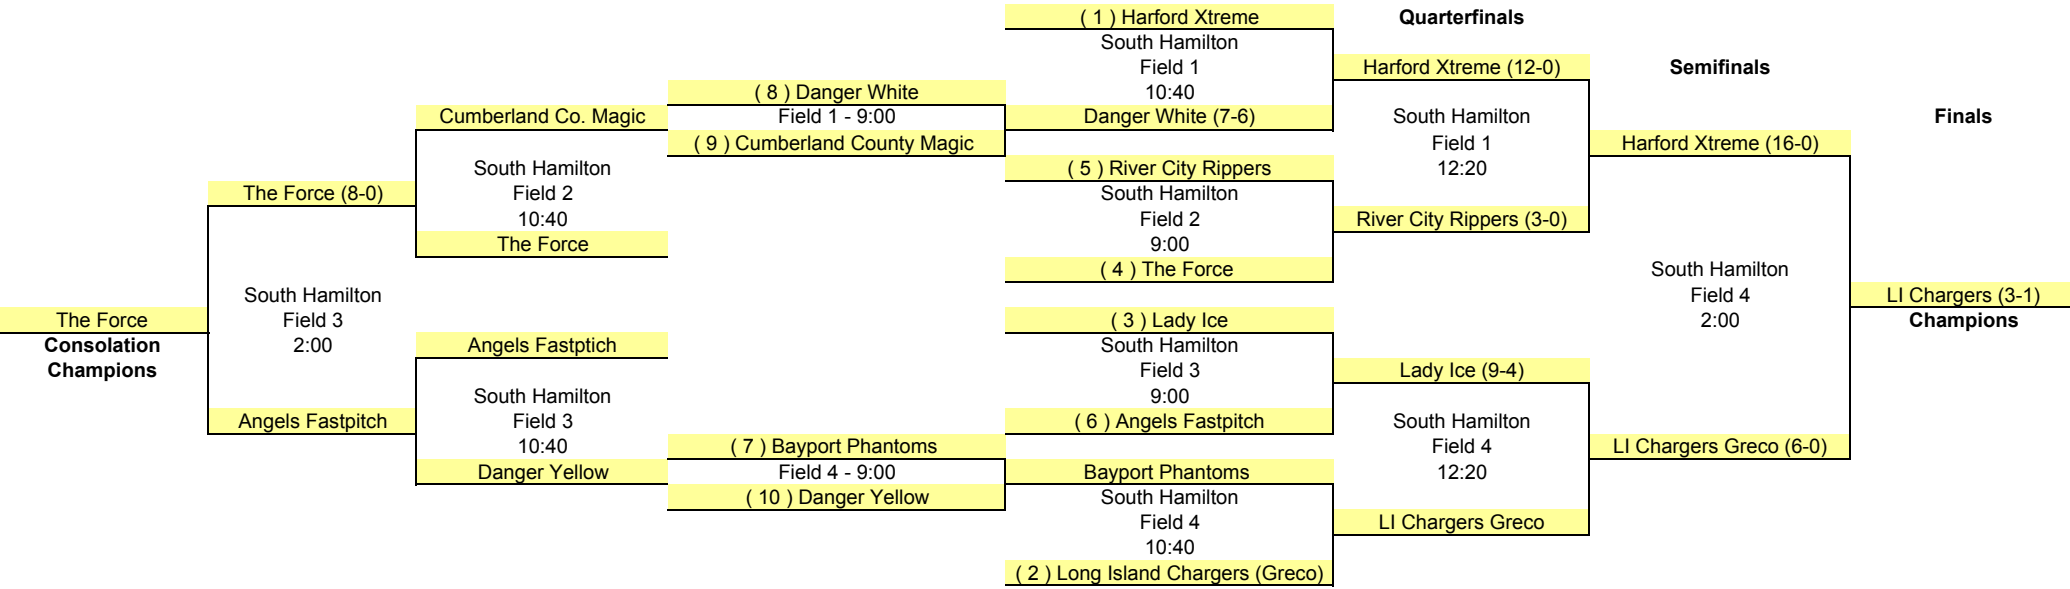 ( 1 ) Harford Xtreme
Quarterfinals
South Hamilton
Field 1
10:40
Harford Xtreme (12-0)
Semifinals
( 8 ) Danger White
Cumberland Co. Magic
Field 1 - 9:00
Danger White (7-6)
South Hamilton
Field 1
12:20
Finals
( 9 ) Cumberland County Magic
Harford Xtreme (16-0)
South Hamilton
Field 2
10:40
( 5 ) River City Rippers
The Force (8-0)
South Hamilton
Field 2
9:00
River City Rippers (3-0)
The Force
( 4 ) The Force
South Hamilton
Field 4
2:00
South Hamilton
Field 3
2:00
LI Chargers (3-1)
Champions
The Force
Consolation
Champions
( 3 ) Lady Ice
Angels Fastptich
South Hamilton
Field 3
9:00
Lady Ice (9-4)
South Hamilton
Field 3
10:40
Angels Fastpitch
( 6 ) Angels Fastpitch
South Hamilton
Field 4
12:20
( 7 ) Bayport Phantoms
LI Chargers Greco (6-0)
Danger Yellow
Field 4 - 9:00
Bayport Phantoms
( 10 ) Danger Yellow
South Hamilton
Field 4
10:40
LI Chargers Greco
( 2 ) Long Island Chargers (Greco)